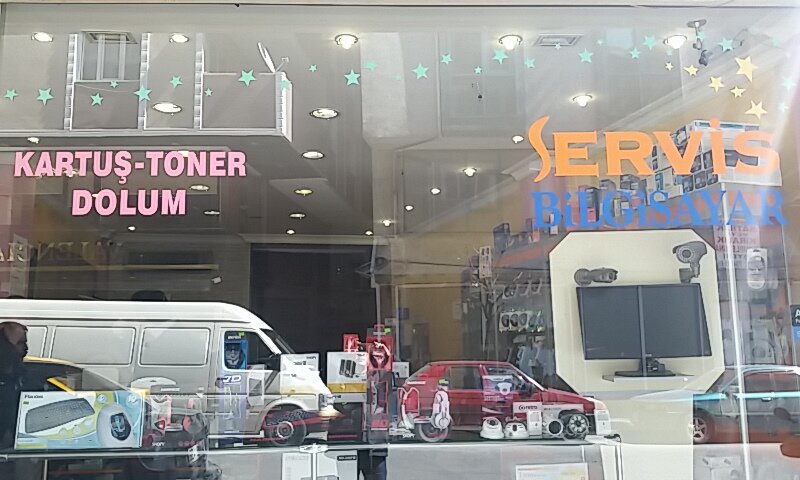 KARTUŞ-TONER
DOLUM
SERVİS
BİLGİSAYAR